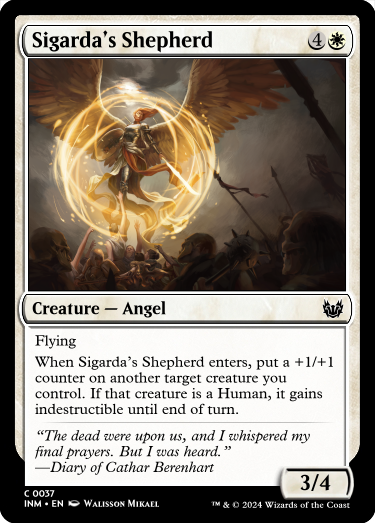 Sigarda's Shepherd 4
Creature — Angel
Flying
When Sigarda's Shepherd enters, put a +1/+1
counter on another target creature you
control. If that creature is a Human, it gains
indestructible until end of turn.
"The dead were upon us, and I whispered my
final prayers. But I was heard."
—Diary of Cathar Berenhart
3/4
C 0037
INM • EN Walisson Mikael
™ & © 2024 Wizards of the Coast